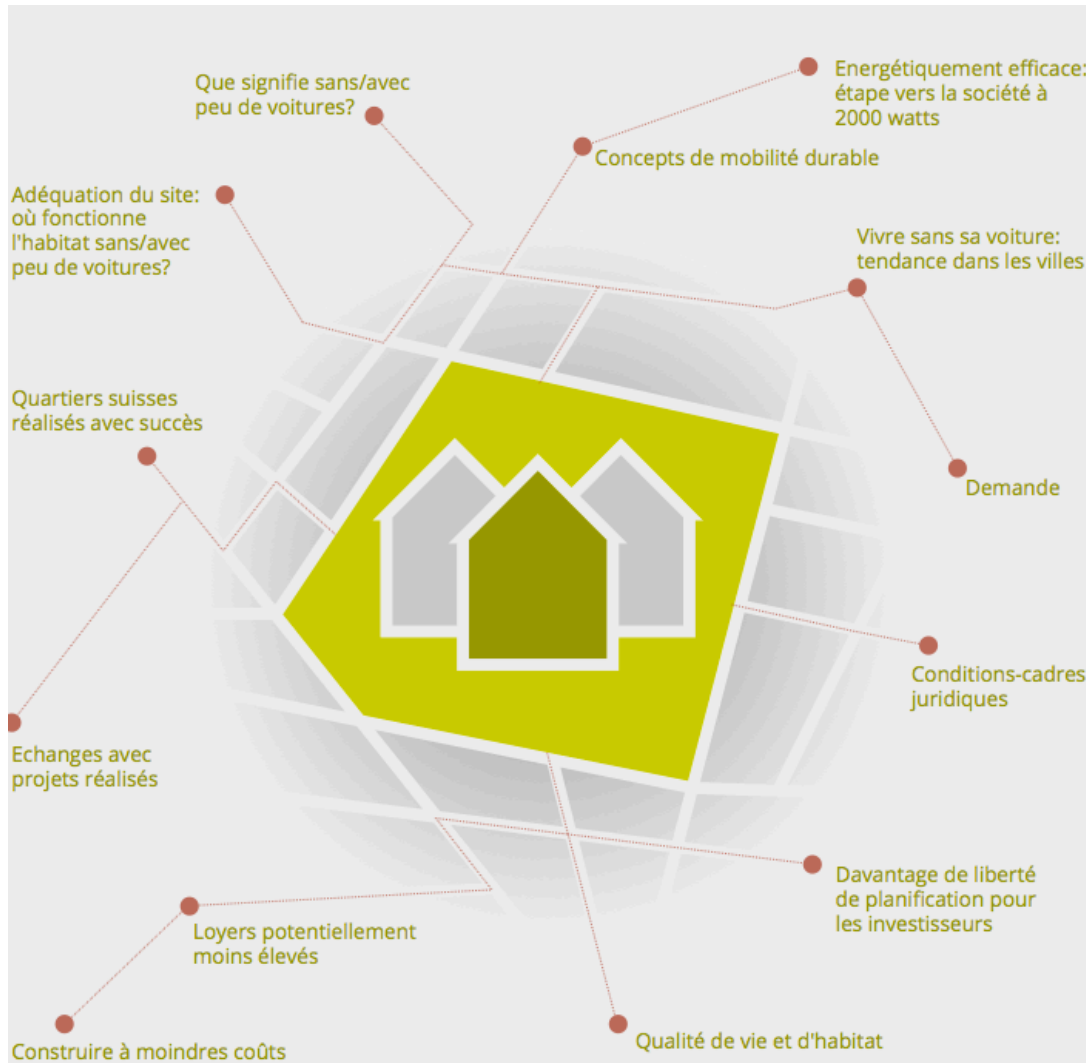 Que signifie sans/avec
peu de voitures?
Energétiquement efficace:
étape vers la société à
2000 watts
Concepts de mobilité durable
Adéquation du site:
où fonctionne
l'habitat sans/avec
peu de voitures?
Vivre sans sa voiture:
tendance dans les villes
Quartiers suisses
réalisés avec succès
Demande
Conditions-cadres
juridiques
Echanges avec
projets réalisés
Davantage de liberté
de planification pour
les investisseurs
Loyers potentiellement
moins élevés
Qualité de vie et d'habitat
Construire à moindres coûts